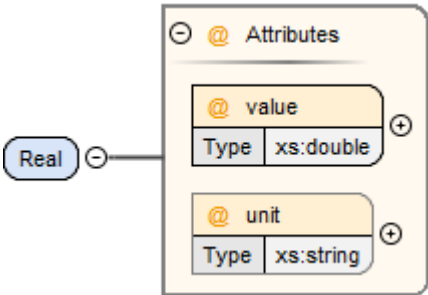 @ Attributes
@ value
Type xs:double
Real
@ unit
Type xs:string